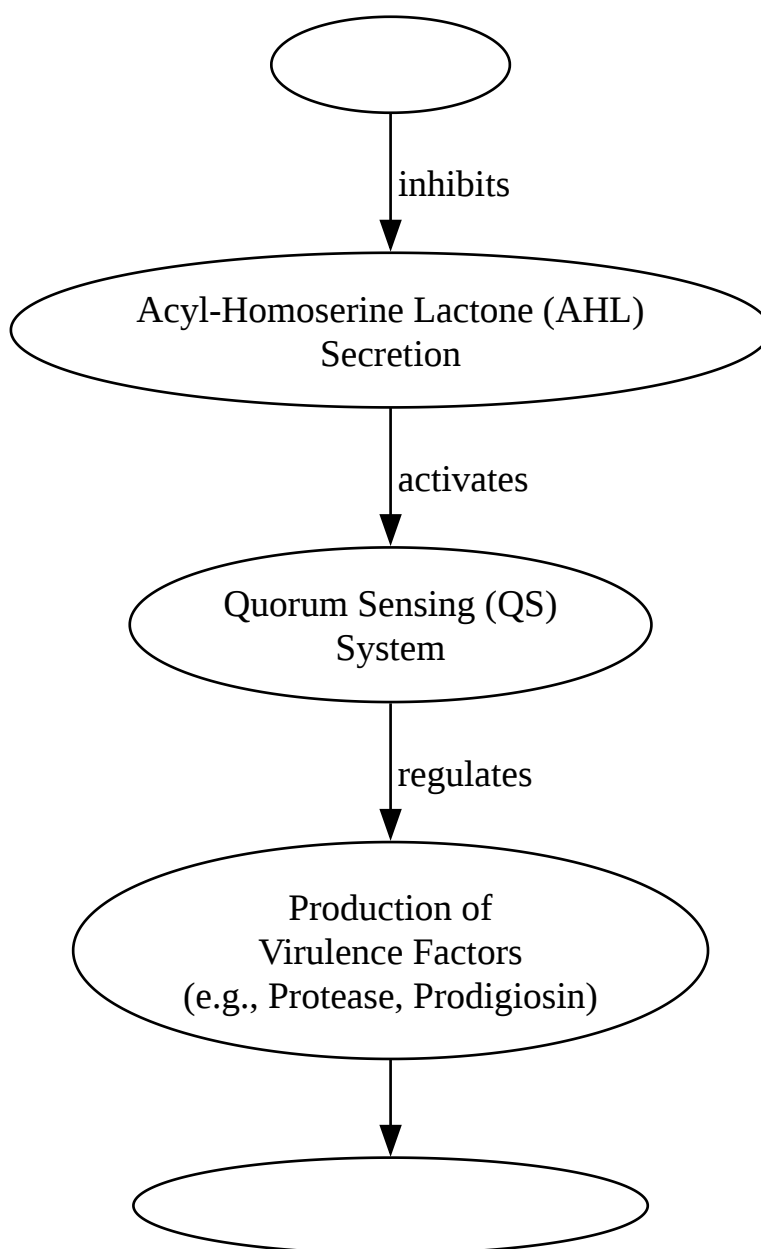 inhibits
Acyl-Homoserine Lactone (AHL)
Secretion
activates
Quorum Sensing (QS)
System
regulates
Production of
Virulence Factors
(e.g., Protease, Prodigiosin)